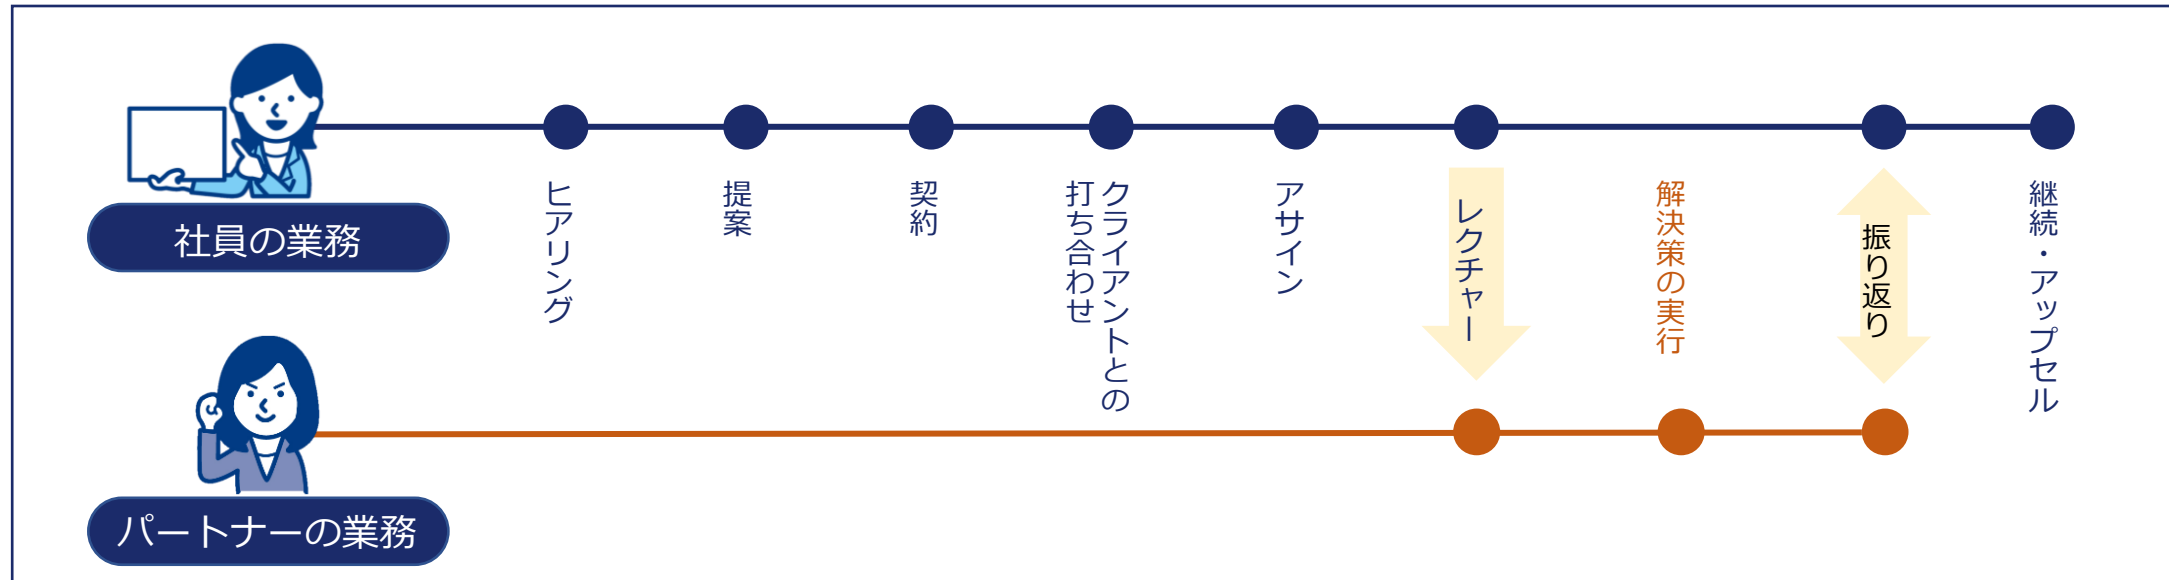 社員の業務
ヒアリング
提案
契約
クライアントとの
打ち合わせ
アサイン
レクチャー
解決策の実行
振り返り
継続・アップセル
パートナーの業務